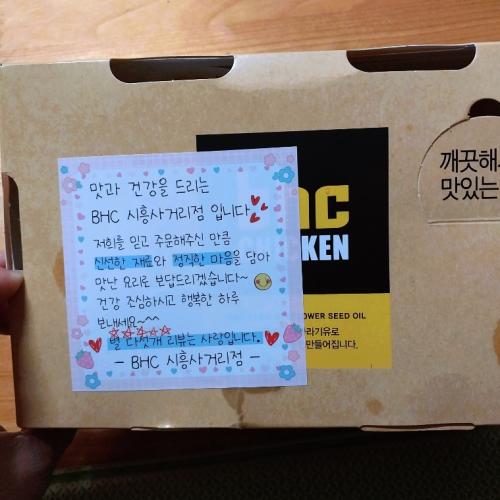 맛과 건강을 드리는
BHC 시흥사거리점 입니다
저희를 믿고 주문해주신 만큼
신선한 재료와 정직한 마음을 담아
맛난 요리로 보답드리겠습니다~
건강 조심하시고 행복한 하루
보내세요~^^
별 다섯개 리뷰는 사랑입니다.
- BHC 시흥사거리점 -
KEN
OWER SEED OIL
라기유로
만들어집니다.
깨끗해
맛있는